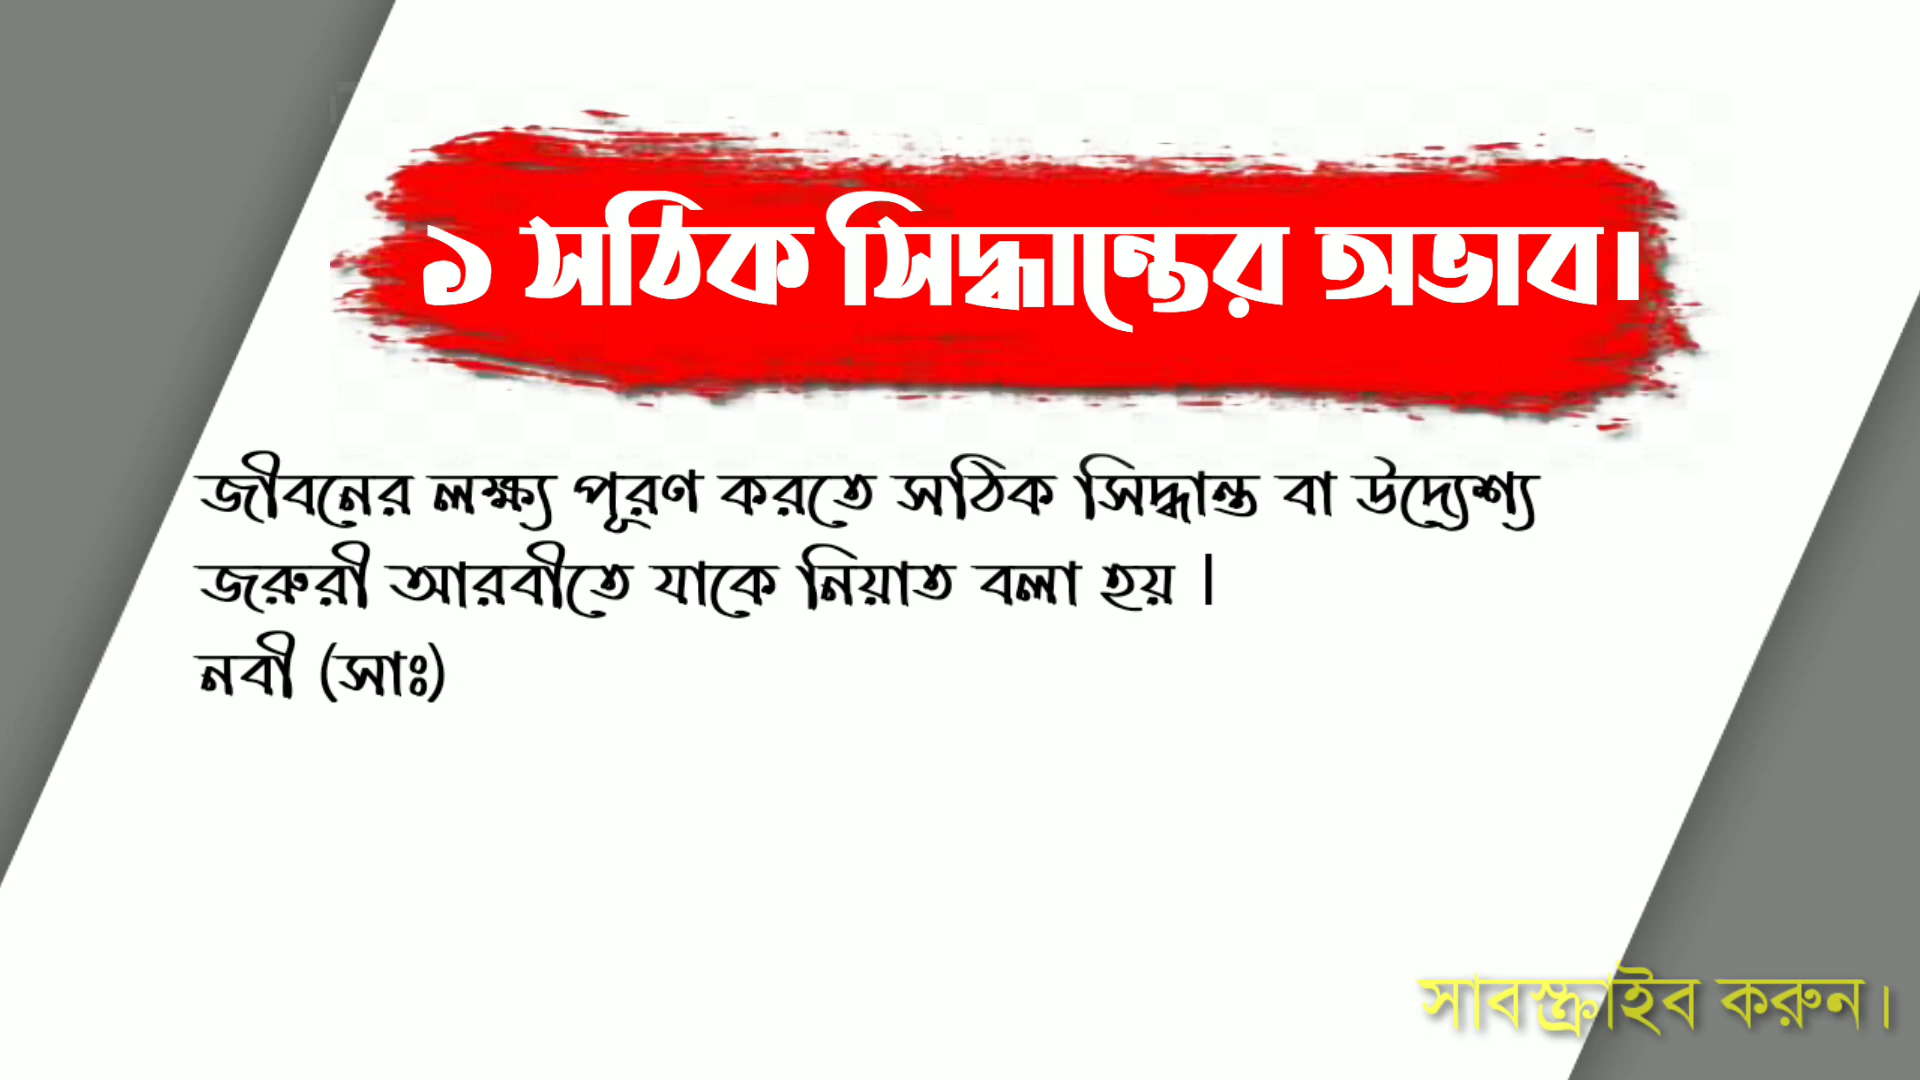 ১ সঠিক সিদ্ধান্তের অভাব।
জীবনের লক্ষ্য পূরণ করতে সঠিক সিদ্ধান্ত বা উদ্যেশ্য
জরুরী আরবীতে যাকে নিয়াত বলা হয় |
নবী (সাঃ)
সাবস্ক্রাইব করুন।